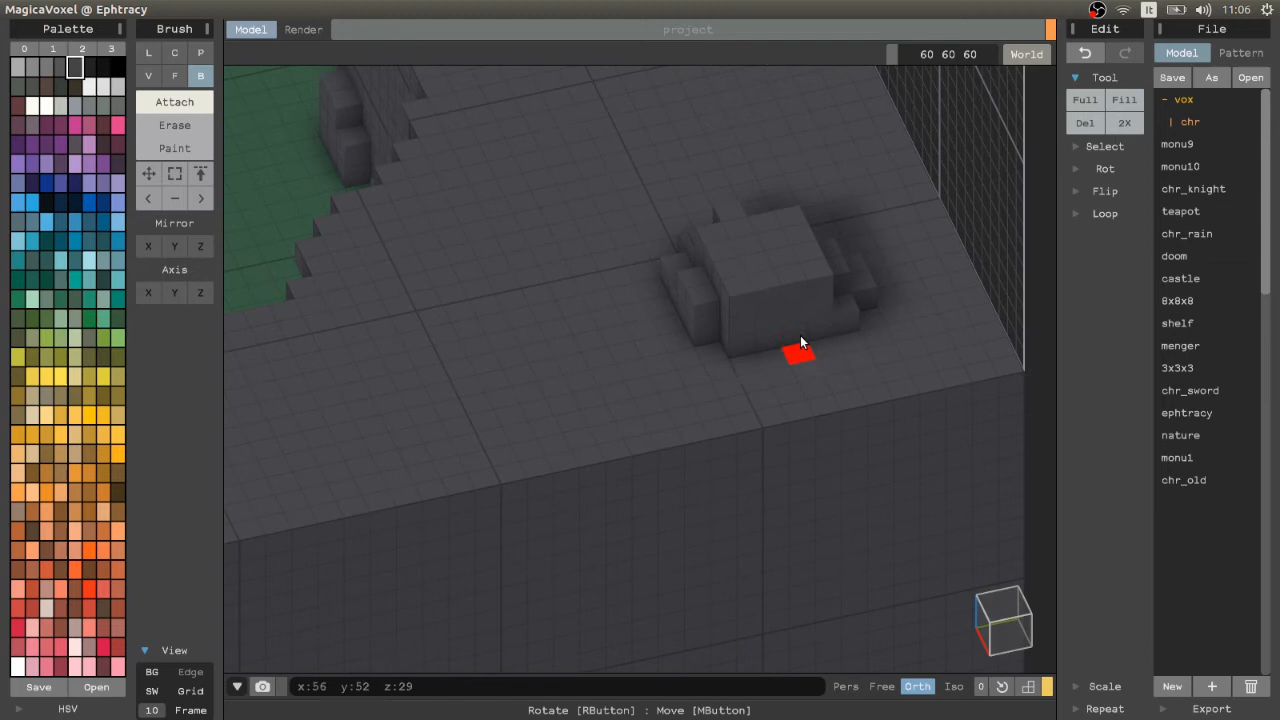 MagicaVoxel @ Ephtracy
It
11:06
Palette
Brush
Model
Render
project
Edit
File
0 1 2 3
L C P
60 60 60
World
Model
Pattern
V F B
Tool
Save As Open
Attach
Full Fill
- vox
Erase
Del 2X
| chr
Paint
Select
monu9
Rot
monu10
Flip
chr_knight
Loop
teapot
Mirror
chr_rain
X Y Z
doom
Axis
castle
X Y Z
8x8x8
shelf
menger
3x3x3
chr_sword
ephtracy
nature
monu1
chr_old
View
BG Edge
Save Open
SW Grid
x:56 y:52 z:29
Pers Free Orth Iso 0
Scale
New +
HSV
10 Frame
Rotate [RButton] : Move [MButton]
Repeat
Export